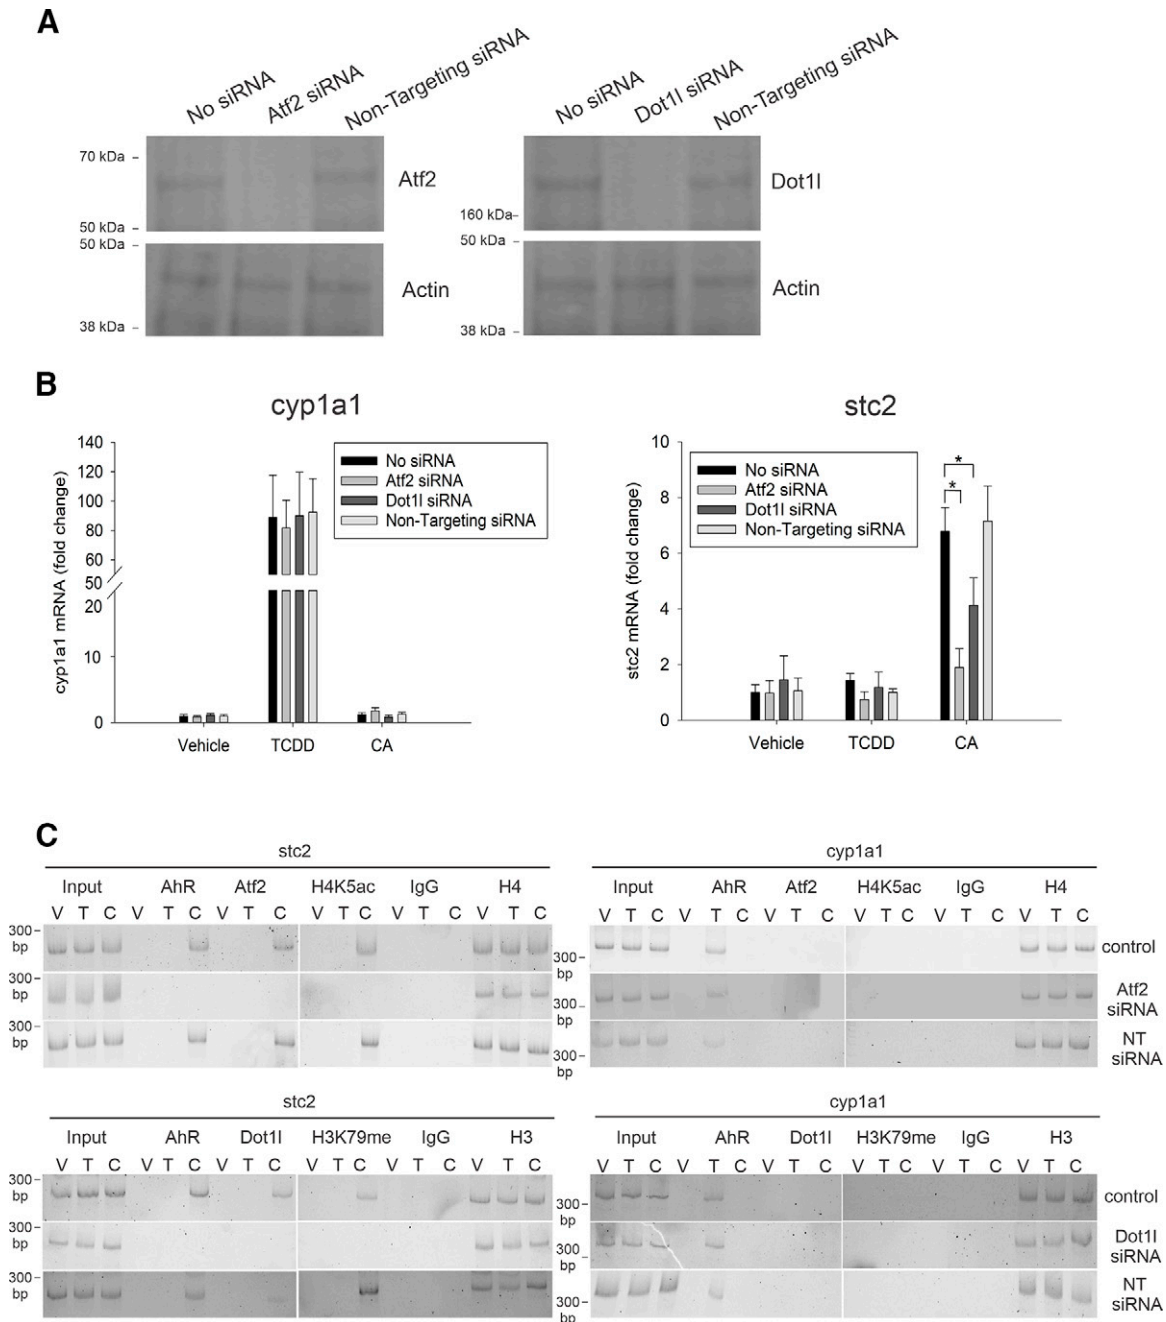 A
No siRNA Atf2 siRNA Non-Targeting siRNA
No siRNA Dot1l siRNA Non-Targeting siRNA
70 kDa
Atf2
50 kDa
50 kDa
Actin
38 kDa
Dot1l
160 kDa
50 kDa
Actin
38 kDa
B
cyp1a1
cyp1a1 mRNA (fold change)
140
120
100
80
60
50
20
10
0
No siRNA
Atf2 siRNA
Dot1l siRNA
Non-Targeting siRNA
Vehicle TCDD CA
stc2
stc2 mRNA (fold change)
10
8
6
4
2
0
No siRNA
Atf2 siRNA
Dot1l siRNA
Non-Targeting siRNA
* 
*
Vehicle TCDD CA
C
stc2
Input AhR Atf2 H4K5ac IgG H4
V T C V T C V T C V T C V T C V T C
300
bp
300
bp
300
bp
cyp1a1
Input AhR Atf2 H4K5ac IgG H4
V T C V T C V T C V T C V T C V T C
300
bp
control
300
bp
Atf2
siRNA
300
bp
NT
siRNA
stc2
Input AhR Dot1l H3K79me IgG H3
V T C V T C V T C V T C V T C V T C
300
bp
300
bp
300
bp
cyp1a1
Input AhR Dot1l H3K79me IgG H3
V T C V T C V T C V T C V T C V T C
300
bp
control
300
bp
Dot1l
siRNA
300
bp
NT
siRNA